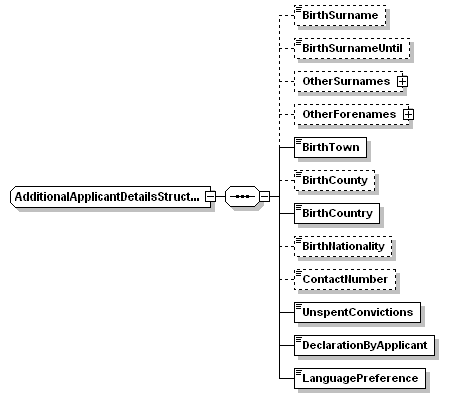 BirthSurname
BirthSurnameUntil
OtherSurnames
OtherForenames
BirthTown
AdditionalApplicantDetailsStruct...
BirthCounty
BirthCountry
BirthNationality
ContactNumber
UnspentConvictions
DeclarationByApplicant
LanguagePreference